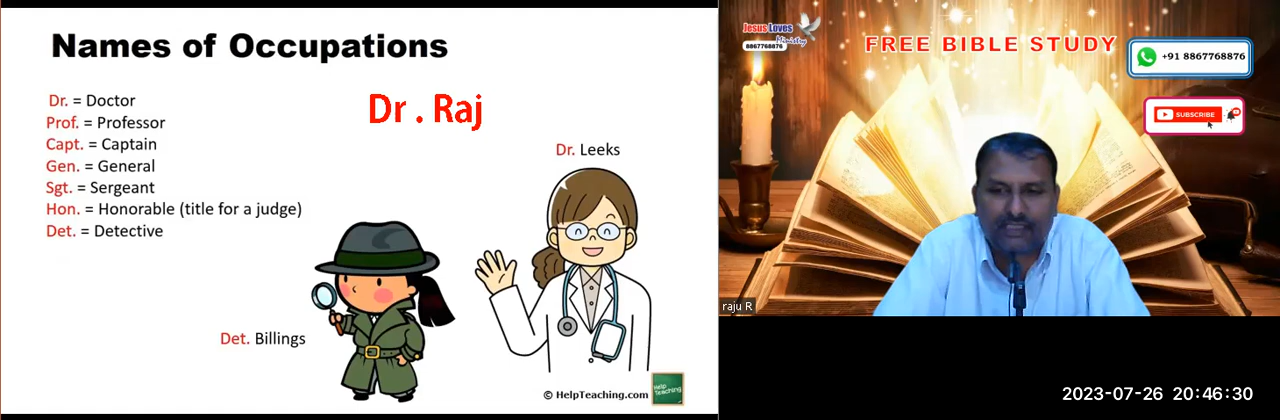 Names of Occupations
Dr. = Doctor
Prof. = Professor
Capt. = Captain
Gen. = General
Sgt. = Sergeant
Hon. = Honorable (title for a judge)
Det. = Detective
Dr . Raj
Dr. Leeks
Det. Billings
© HelpTeaching.com
Help
Teaching
Jesus Loves
Ministry
8867768876
FREE BIBLE STUDY
+91 8867768876
SUBSCRIBE
raju R
2023-07-26 20:46:30